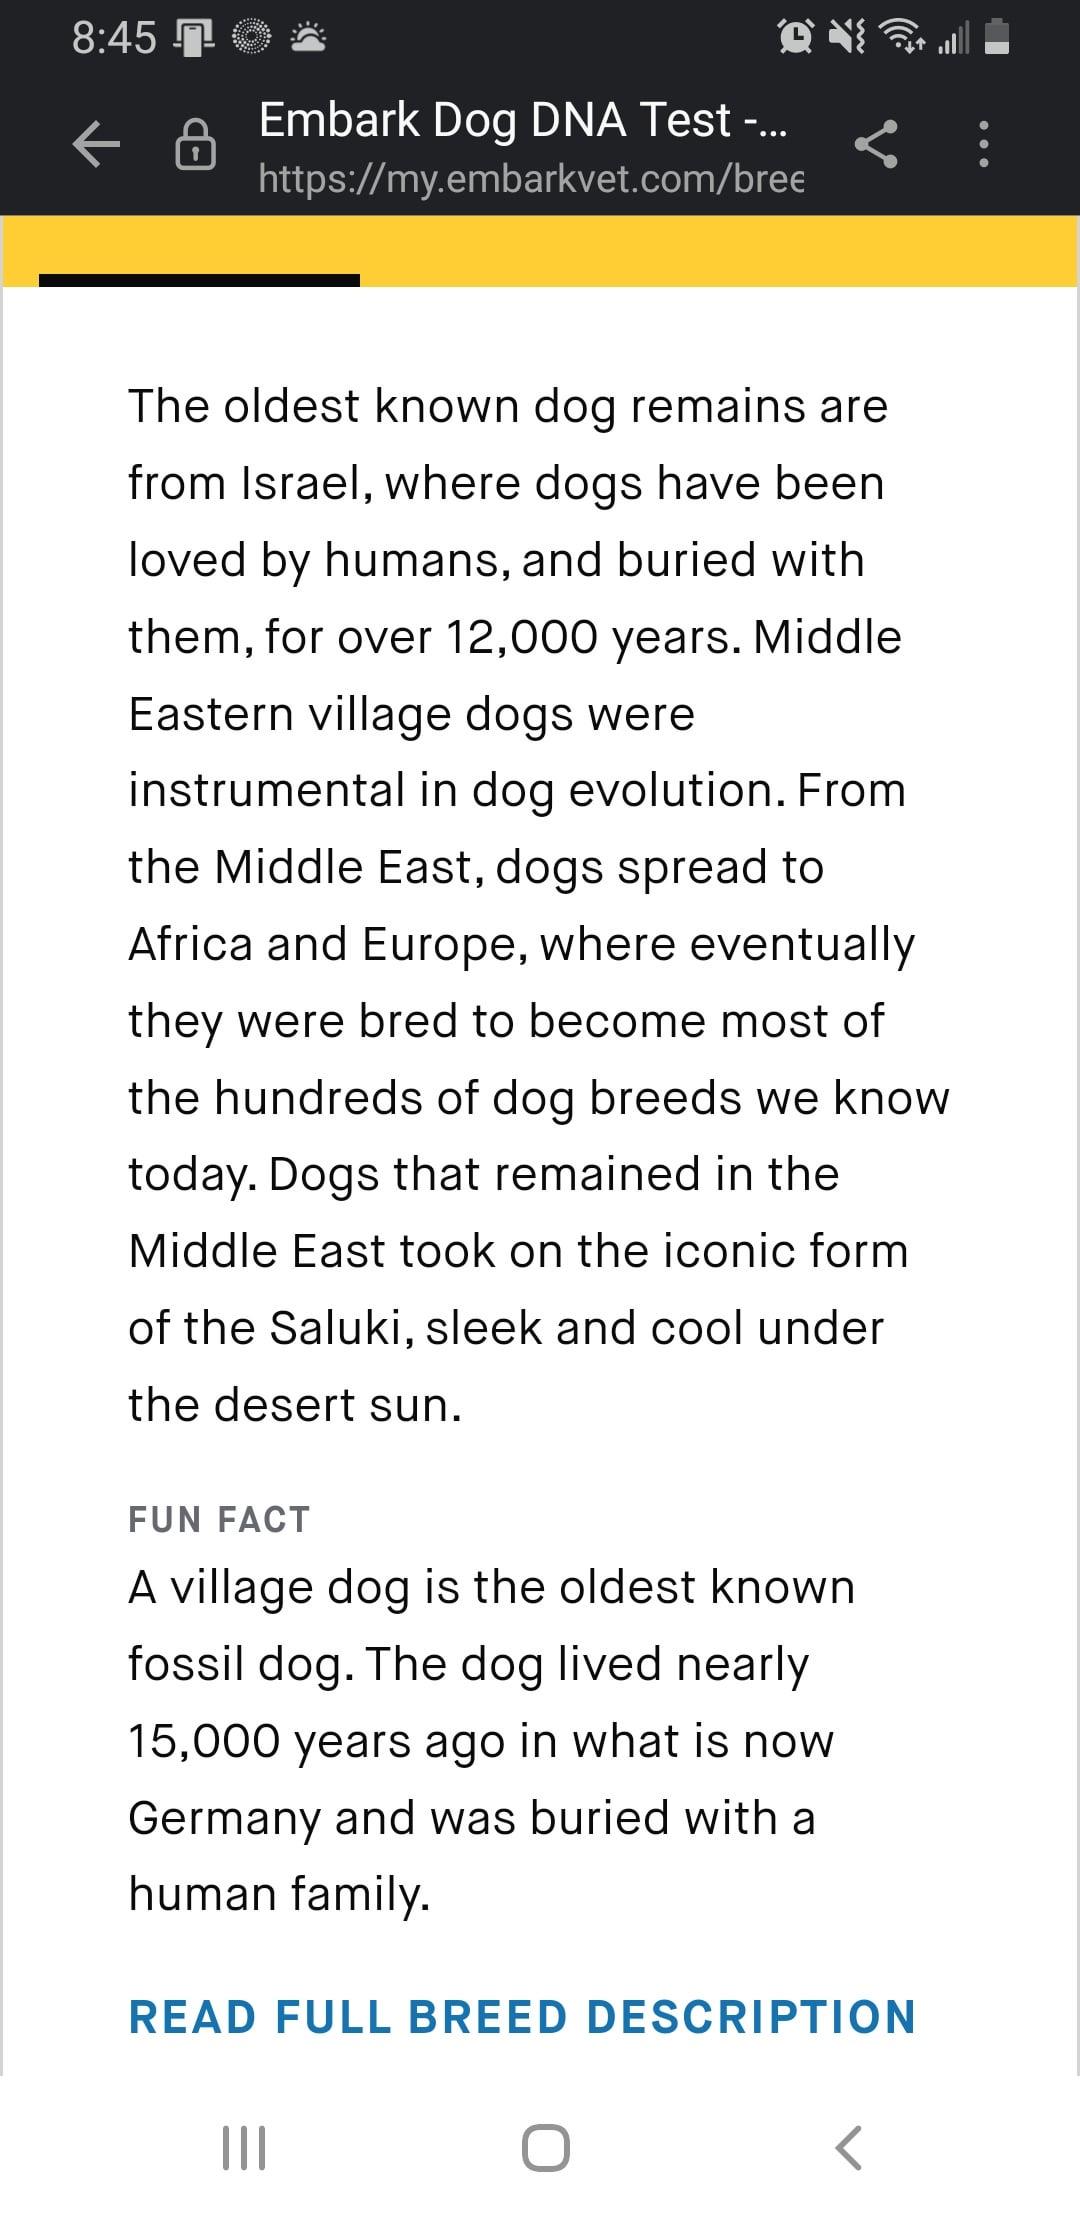 8:45
Embark Dog DNA Test -...
https://my.embarkvet.com/bree
The oldest known dog remains are
from Israel, where dogs have been
loved by humans, and buried with
them, for over 12,000 years. Middle
Eastern village dogs were
instrumental in dog evolution. From
the Middle East, dogs spread to
Africa and Europe, where eventually
they were bred to become most of
the hundreds of dog breeds we know
today. Dogs that remained in the
Middle East took on the iconic form
of the Saluki, sleek and cool under
the desert sun.
FUN FACT
A village dog is the oldest known
fossil dog. The dog lived nearly
15,000 years ago in what is now
Germany and was buried with a
human family.
READ FULL BREED DESCRIPTION